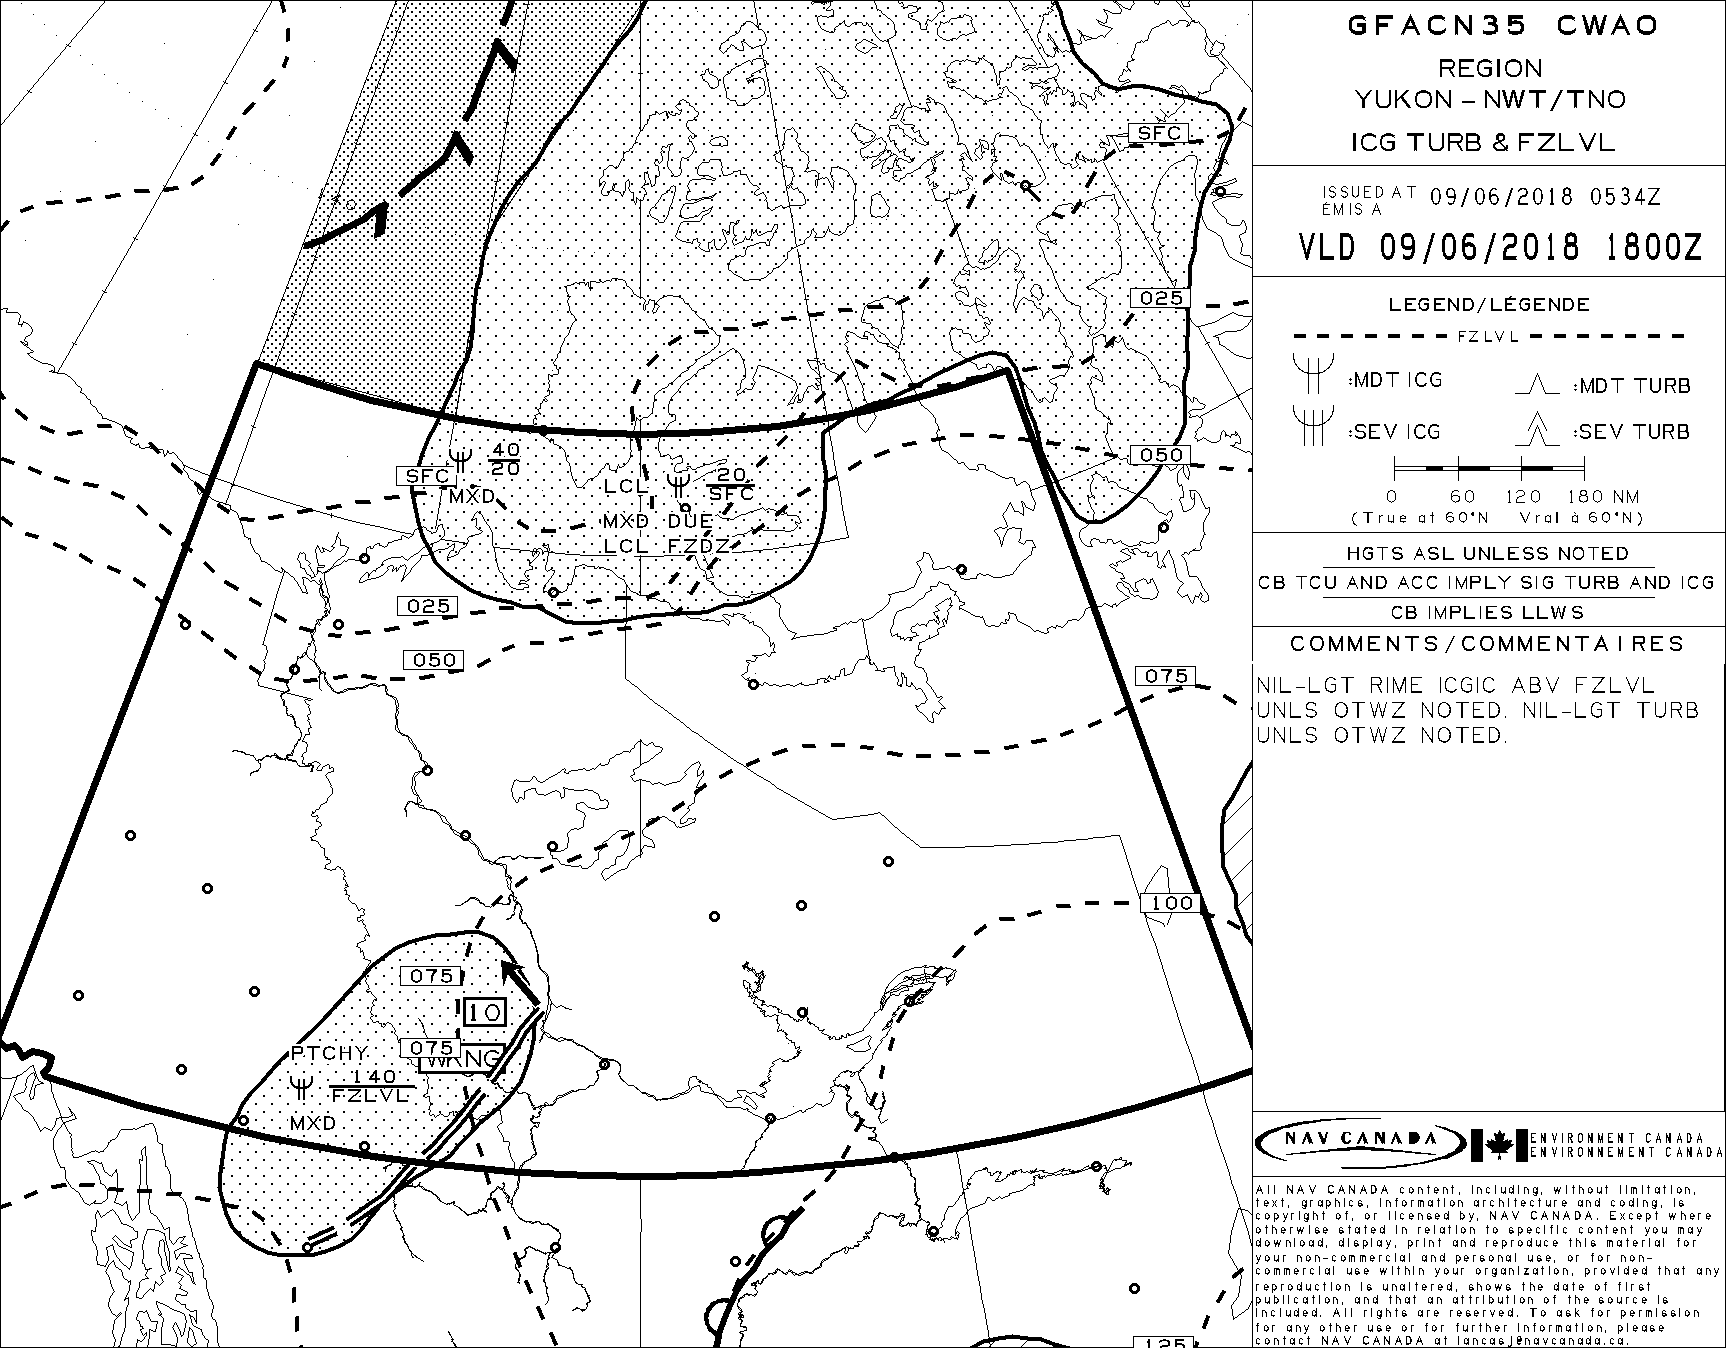 GFACN35 CWAO
REGION
YUKON – NWT/TNO
ICG TURB & FZLVL
ISSUED AT 09/06/2018 0534Z
ÉMIS A
VLD 09/06/2018 1800Z
LEGEND/LÉGENDE
FZLVL
:MDT ICG :MDT TURB
:SEV ICG :SEV TURB
0 60 120 180 NM
(True at 60°N Vrai à 60°N)
HGTS ASL UNLESS NOTED
CB TCU AND ACC IMPLY SIG TURB AND ICG
CB IMPLIES LLWS
COMMENTS/COMMENTAIRES
NIL-LGT RIME ICGIC ABV FZLVL
UNLS OTWZ NOTED. NIL-LGT TURB
UNLS OTWZ NOTED.
NAV CANADA
ENVIRONMENT CANADA
ENVIRONNEMENT CANADA
All NAV CANADA content, including, without limitation,
text, graphics, information architecture and coding, is
copyright of, or licensed by, NAV CANADA. Except where
otherwise stated in relation to specific content you may
download, display, print and reproduce this material for
your non-commercial and personal use, or for non-
commercial use within your organization, provided that any
reproduction is unaltered, shows the date of first
publication, and that an attribution of the source is
included. All rights are reserved. To ask for permission
for any other use or for further information, please
contact NAV CANADA at lancasj@navcanada.ca.
SFC
025
050
SFC
40
20
MXD
LCL
20
SFC
MXD DUE
LCL FZDZ
025
050
075
100
075
10
075
WRNG
PTCHY
140
FZLVL
MXD
125